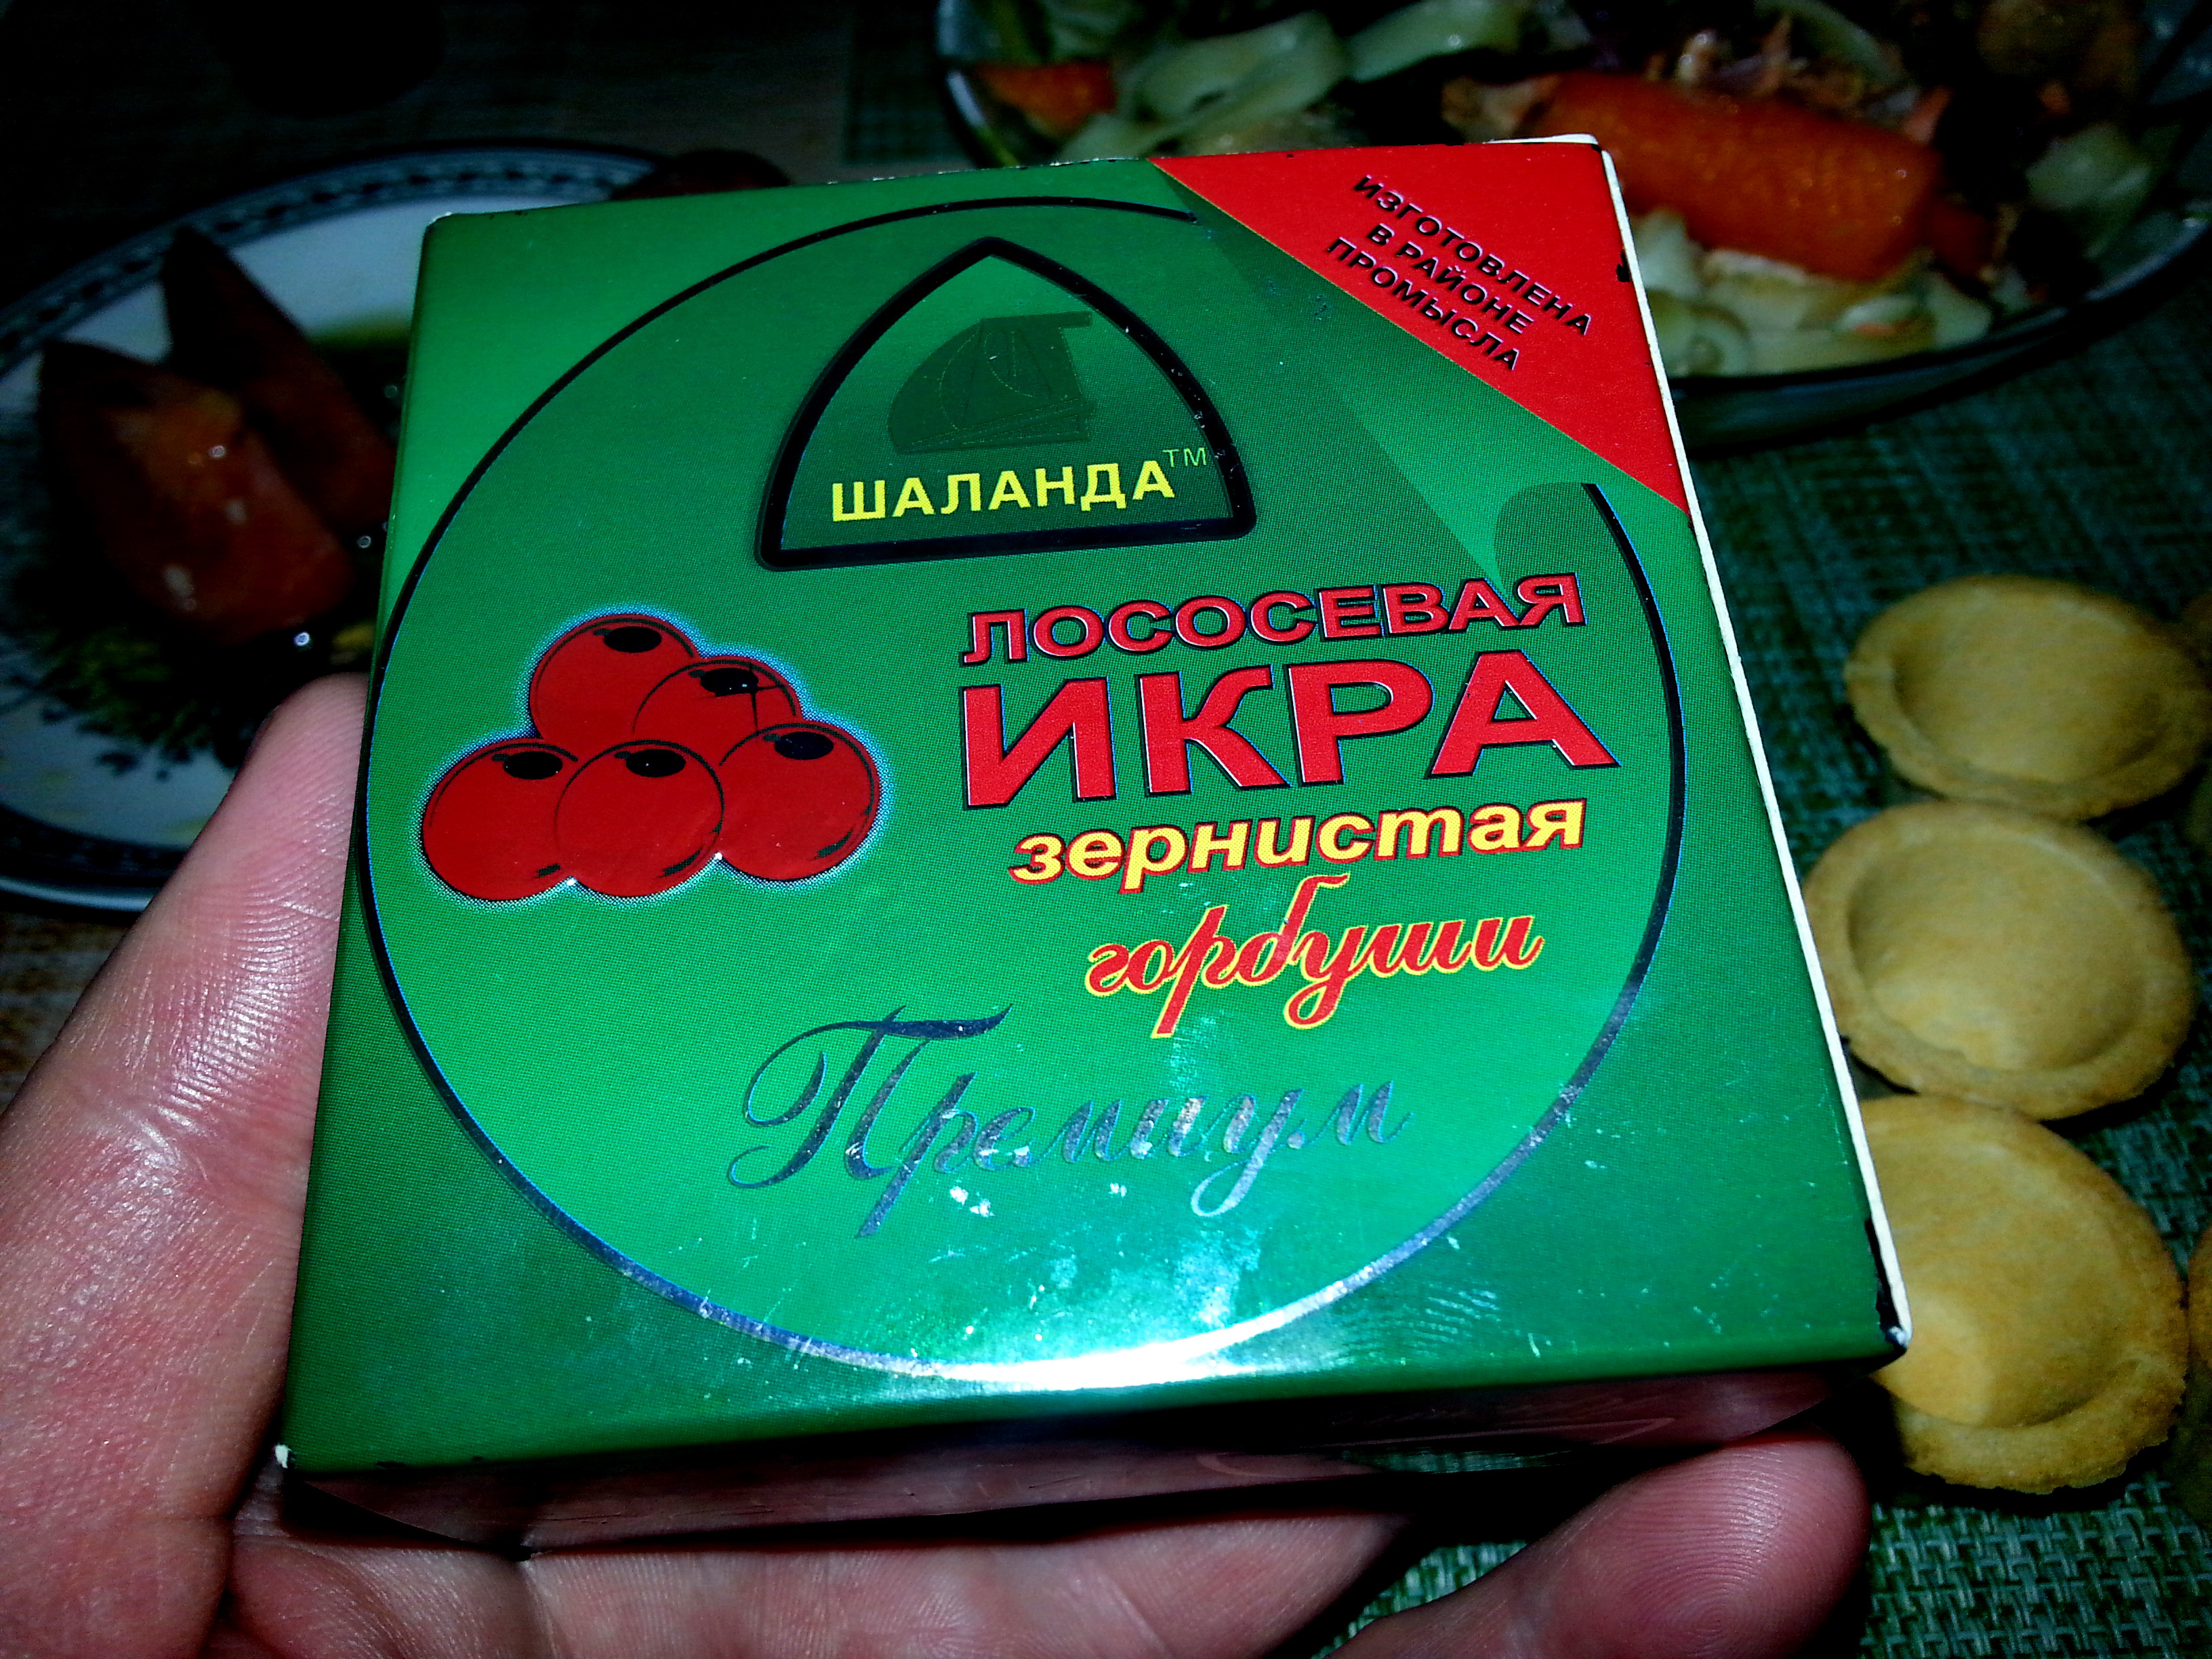 ИЗГОТОВЛЕНА
В РАЙОНЕ
ПРОМЫСЛА
ШАЛАНДА™
ЛОСОСЕВАЯ
ИКРА
зернистая
горбуши
Премиум